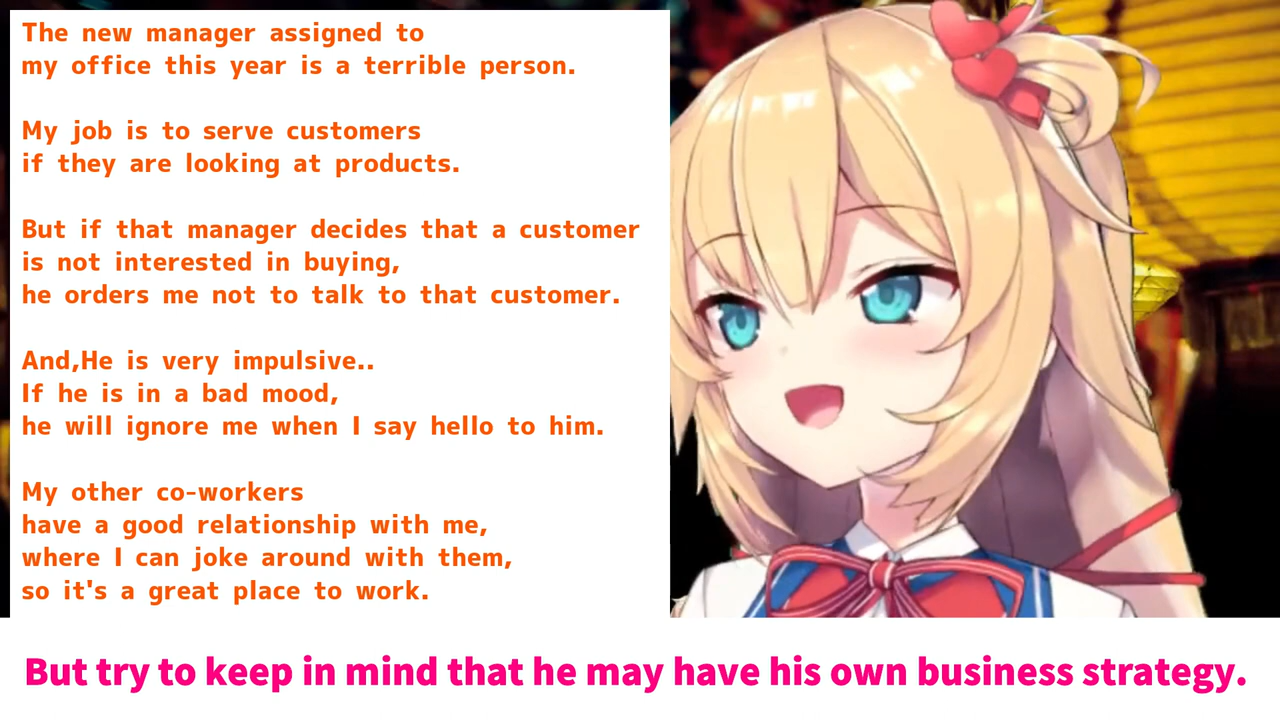 The new manager assigned to
my office this year is a terrible person.
My job is to serve customers
if they are looking at products.
But if that manager decides that a customer
is not interested in buying,
he orders me not to talk to that customer.
And,He is very impulsive..
If he is in a bad mood,
he will ignore me when I say hello to him.
My other co-workers
have a good relationship with me,
where I can joke around with them,
so it's a great place to work.
But try to keep in mind that he may have his own business strategy.